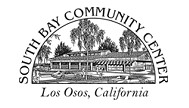 SOUTH BAY COMMUNITY CENTER
Los Osos, California